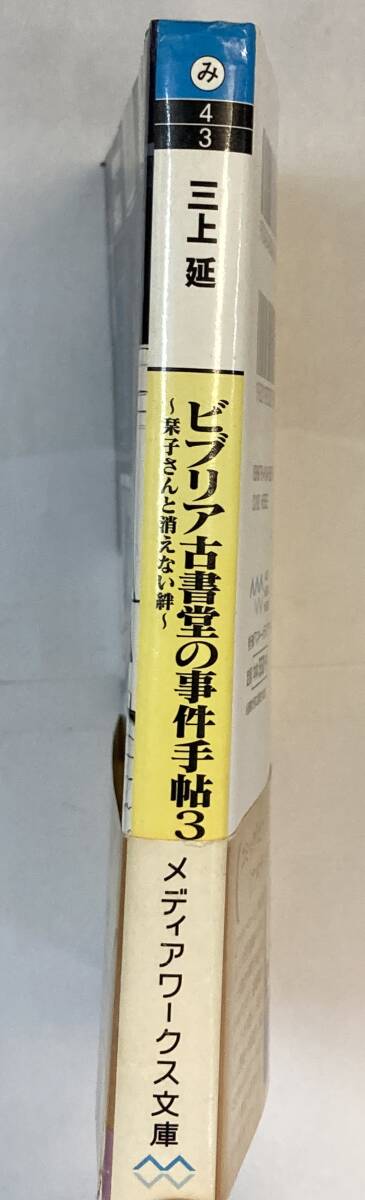 み
4
3
三上 延
ビブリア古書堂の事件手帖3
～栞子さんと消えない絆～
メディアワークス文庫